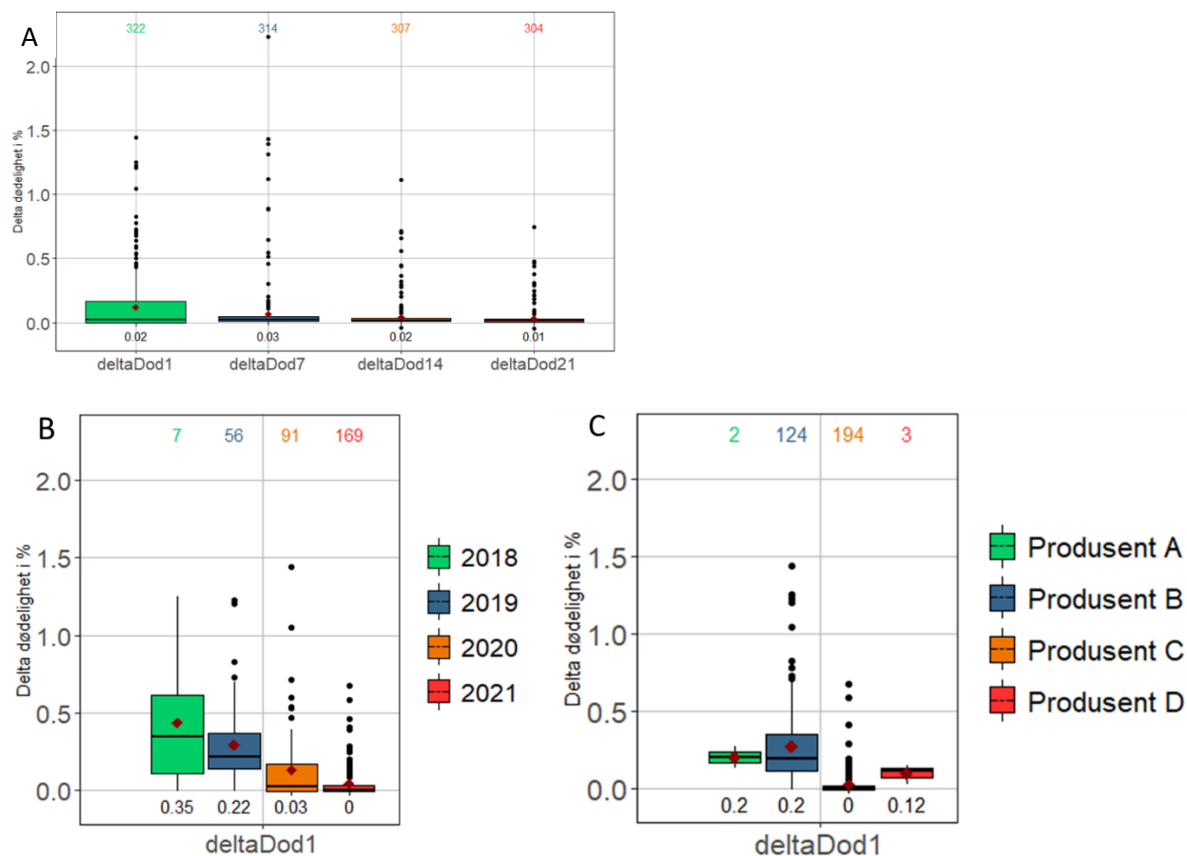 A
322 314 307 304
Delta dødelighet i %
2.0
1.5
1.0
0.5
0.0
0.02 0.03 0.02 0.01
deltaDod1 deltaDod7 deltaDod14 deltaDod21
B
7 56 91 169
Delta dødelighet i %
2.0
1.5
1.0
0.5
0.0
0.35 0.22 0.03 0
deltaDod1
2018
2019
2020
2021
C
2 124 194 3
Delta dødelighet i %
2.0
1.5
1.0
0.5
0.0
0.2 0.2 0 0.12
deltaDod1
Produsent A
Produsent B
Produsent C
Produsent D